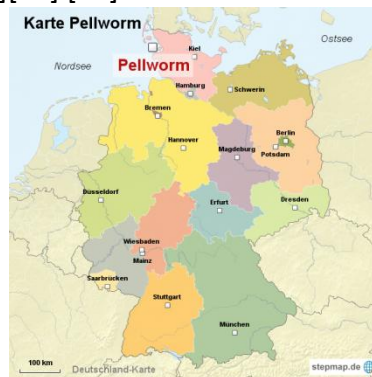 Karte Pellworm
Ostsee
Kiel
Nordsee
Pellworm
Hamburg
Schwerin
Bremen
Berlin
Hannover
Potsdam
Magdeburg
Düsseldorf
Erfurt
Dresden
Wiesbaden
Mainz
Saarbrücken
Stuttgart
München
100 km
Deutschland-Karte
stepmap.de